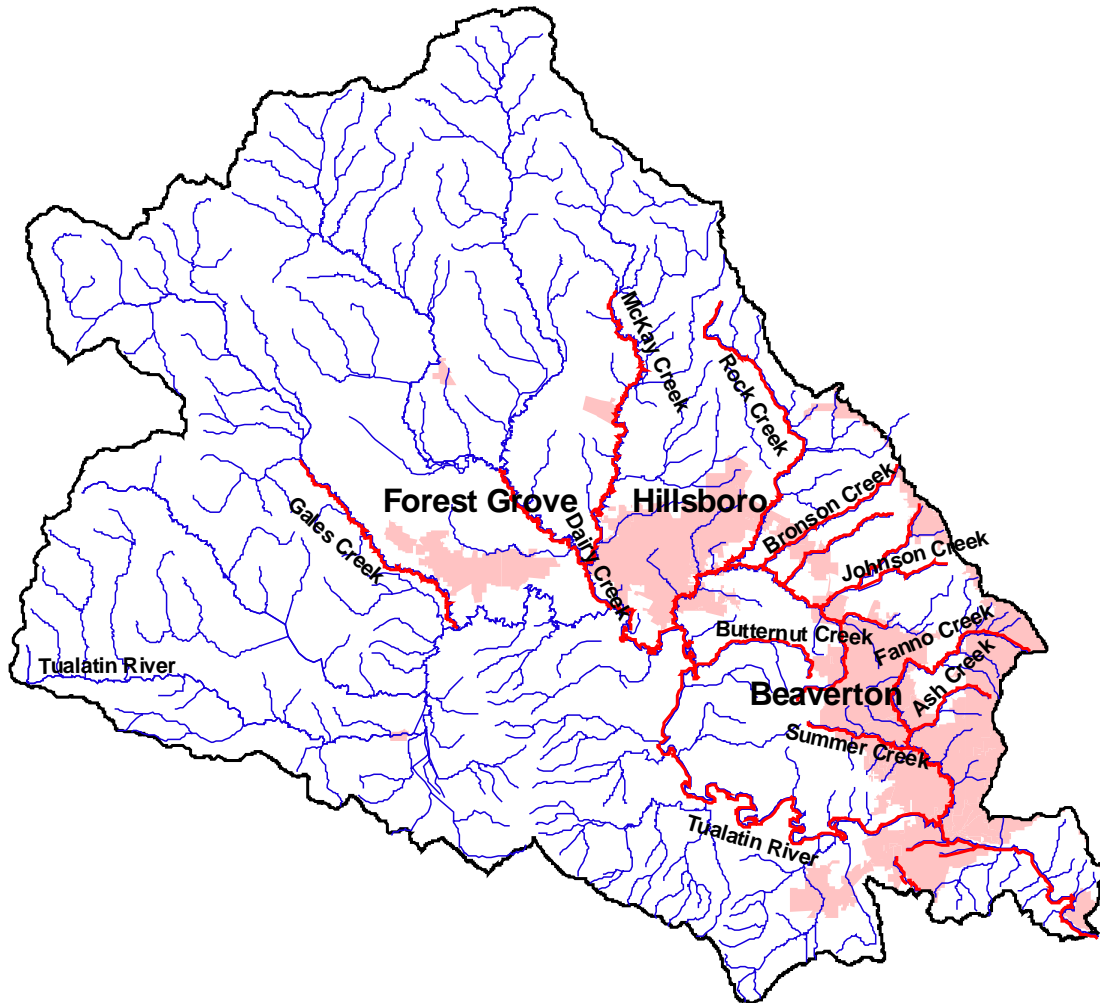 McKay Creek
Rock Creek
Forest Grove
Hillsboro
Bronson Creek
Gales Creek
Dairy Creek
Johnson Creek
Butternut Creek
Fanno Creek
Tualatin River
Ash Creek
Beaverton
Summer Creek
Tualatin River